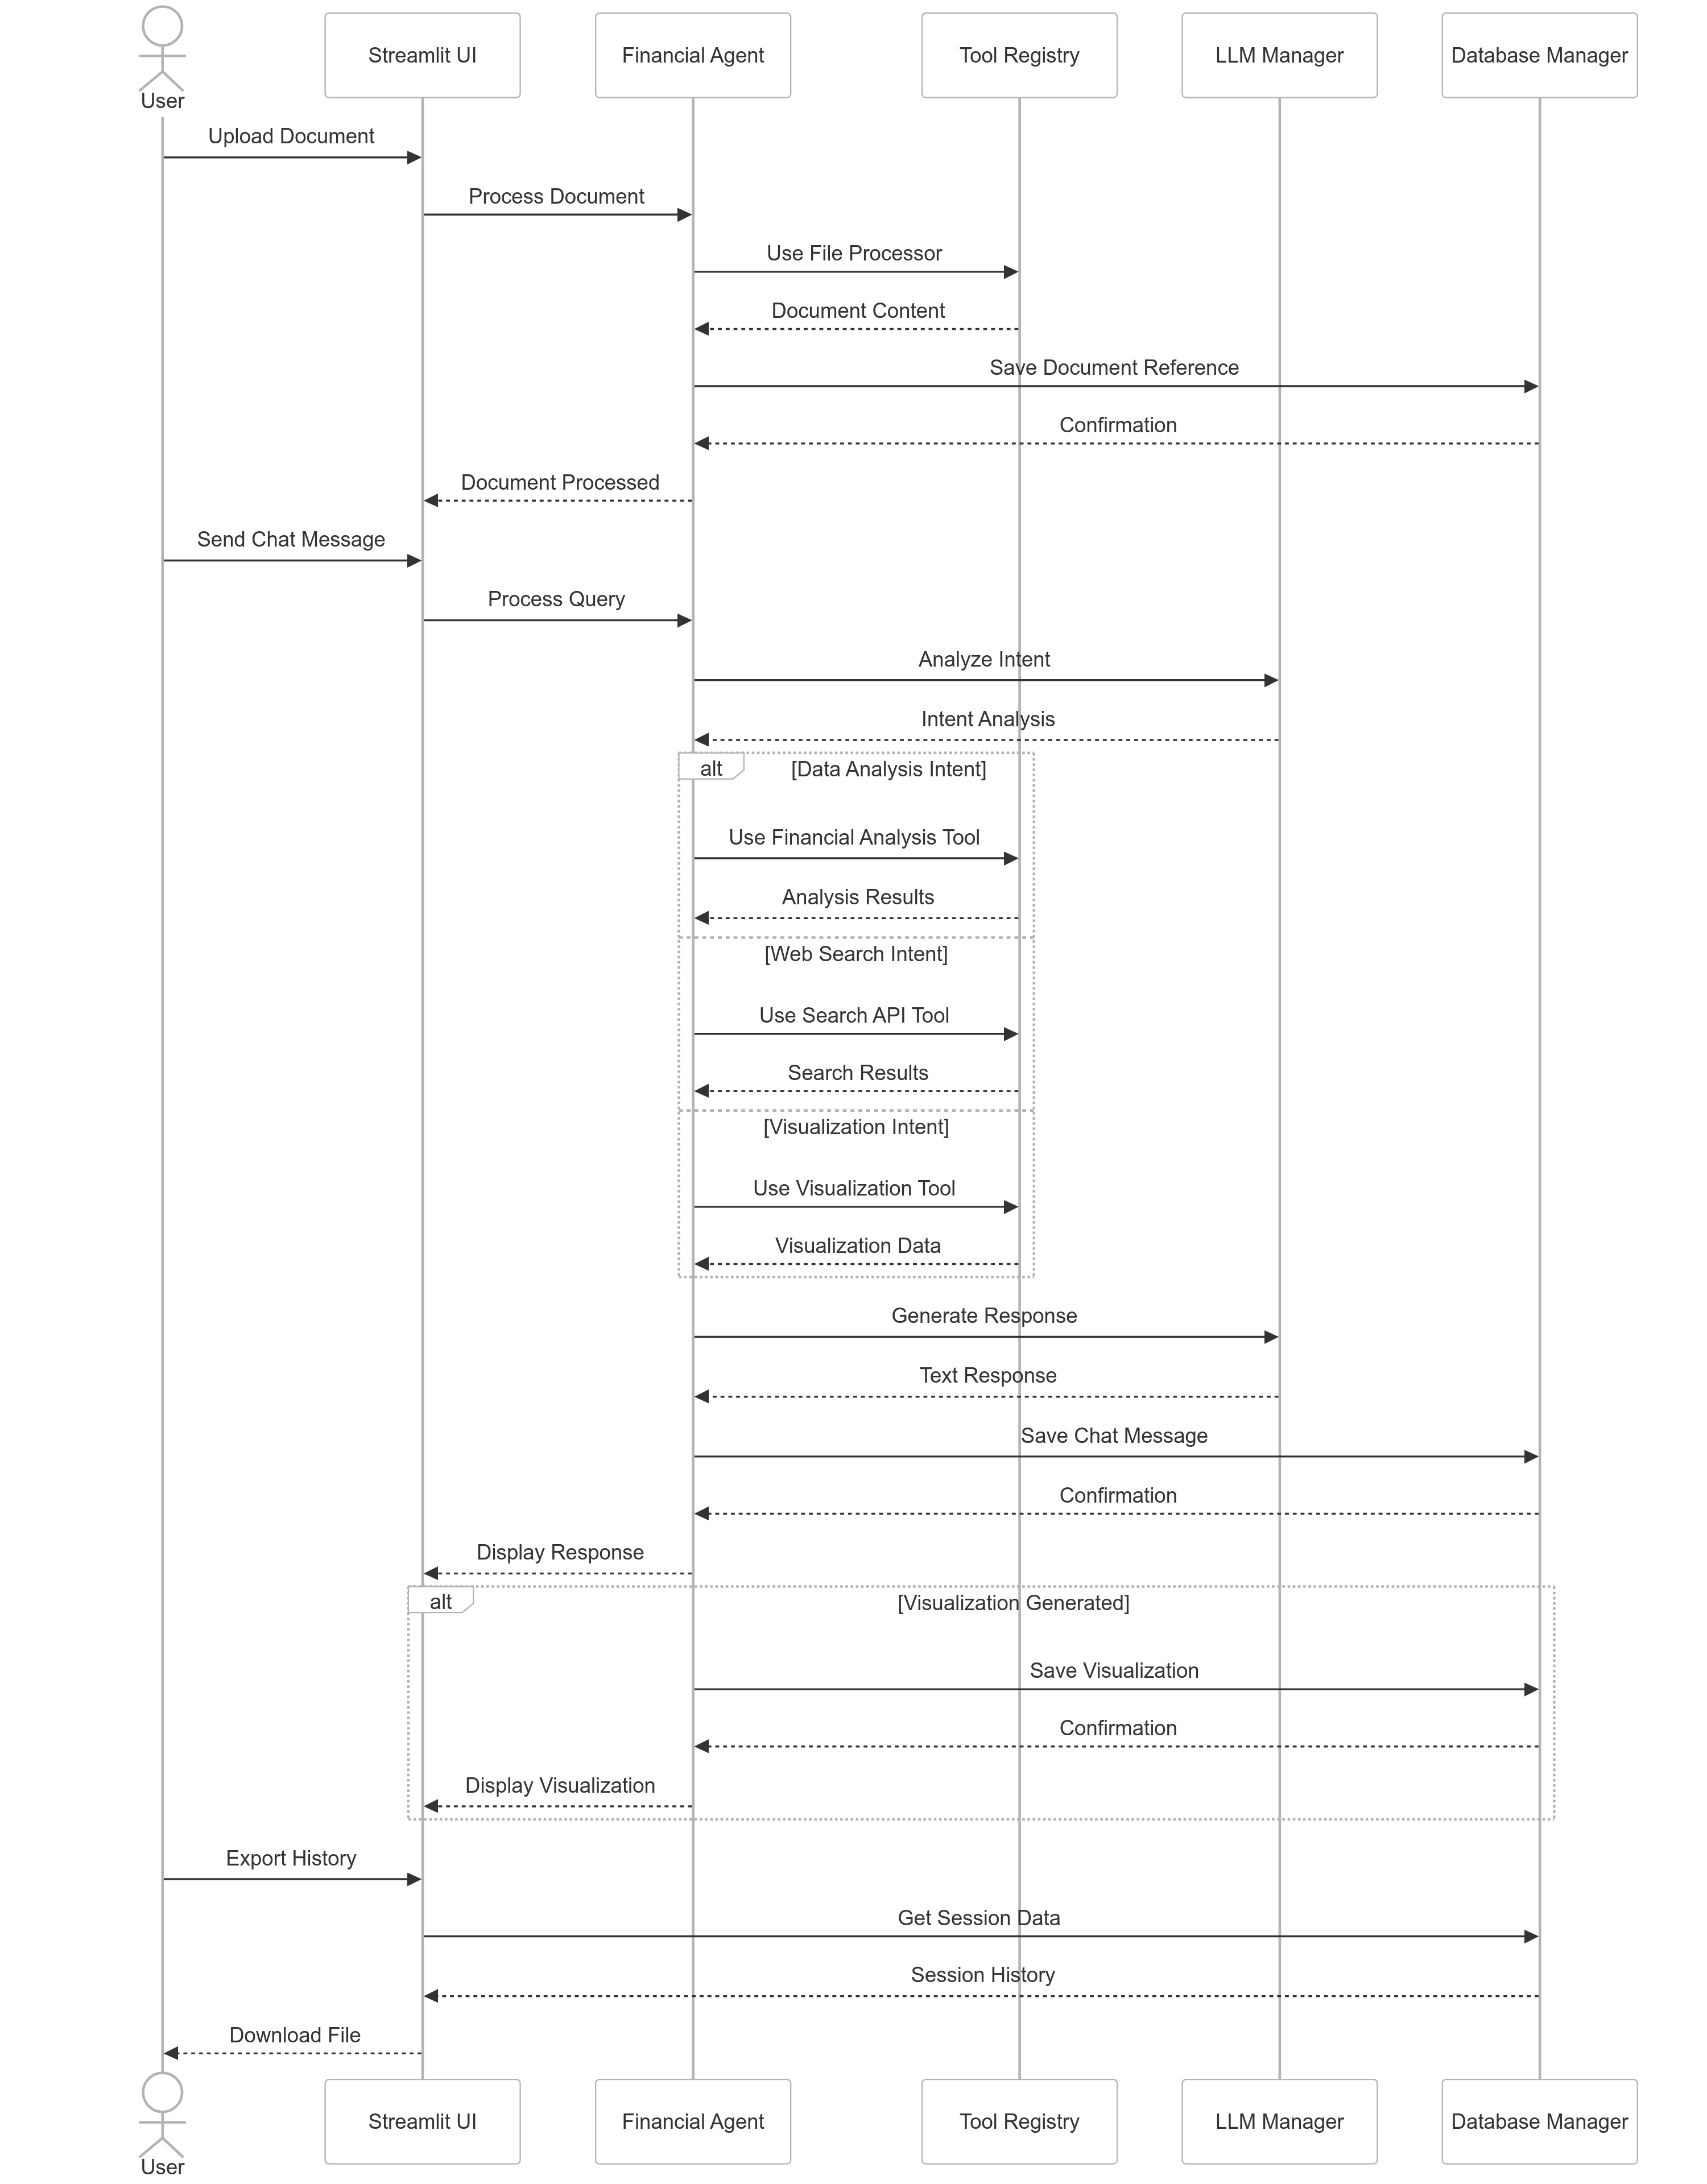 User
Streamlit UI
Financial Agent
Tool Registry
LLM Manager
Database Manager
Upload Document
Process Document
Use File Processor
Document Content
Save Document Reference
Confirmation
Document Processed
Send Chat Message
Process Query
Analyze Intent
Intent Analysis
alt
[Data Analysis Intent]
Use Financial Analysis Tool
Analysis Results
[Web Search Intent]
Use Search API Tool
Search Results
[Visualization Intent]
Use Visualization Tool
Visualization Data
Generate Response
Text Response
Save Chat Message
Confirmation
Display Response
alt
[Visualization Generated]
Save Visualization
Confirmation
Display Visualization
Export History
Get Session Data
Session History
Download File
User
Streamlit UI
Financial Agent
Tool Registry
LLM Manager
Database Manager